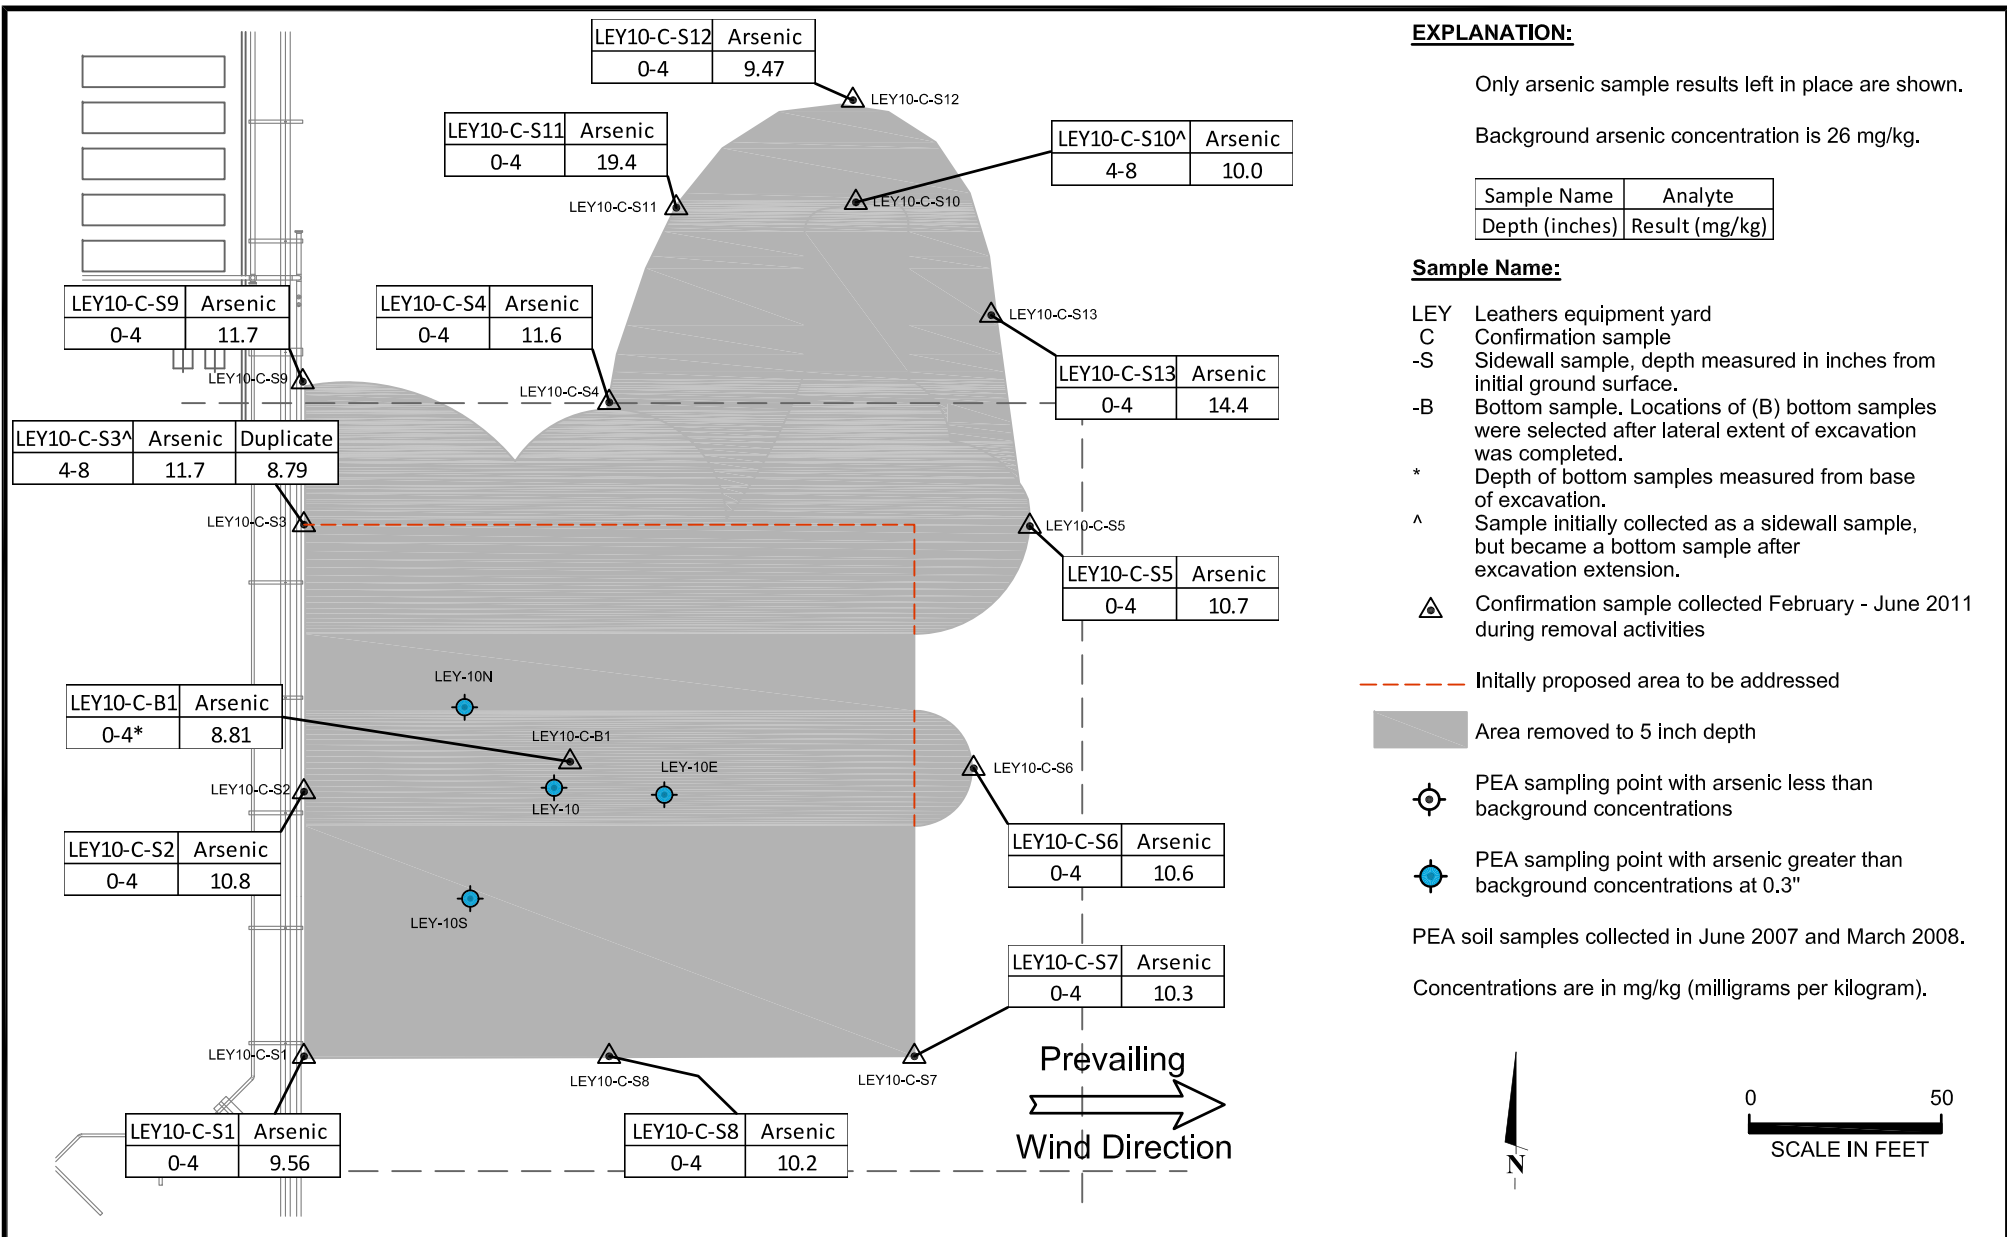 LEY10-C-S12 Arsenic
0-4 9.47
LEY10-C-S12
LEY10-C-S11 Arsenic
0-4 19.4
LEY10-C-S11
LEY10-C-S10^ Arsenic
4-8 10.0
LEY10-C-S10
LEY10-C-S9 Arsenic
0-4 11.7
LEY10-C-S9
LEY10-C-S4 Arsenic
0-4 11.6
LEY10-C-S4
LEY10-C-S13
LEY10-C-S13 Arsenic
0-4 14.4
LEY10-C-S3^ Arsenic Duplicate
4-8 11.7 8.79
LEY10-C-S3
LEY10-C-S5
LEY10-C-S5 Arsenic
0-4 10.7
LEY-10N
LEY10-C-B1 Arsenic
0-4* 8.81
LEY10-C-B1
LEY-10E
LEY-10
LEY10-C-S2
LEY10-C-S2 Arsenic
0-4 10.8
LEY10-C-S6
LEY10-C-S6 Arsenic
0-4 10.6
LEY-10S
LEY10-C-S7 Arsenic
0-4 10.3
LEY10-C-S1
LEY10-C-S8
LEY10-C-S7
LEY10-C-S1 Arsenic
0-4 9.56
LEY10-C-S8 Arsenic
0-4 10.2
Prevailing
Wind Direction
EXPLANATION:
Only arsenic sample results left in place are shown.
Background arsenic concentration is 26 mg/kg.
Sample Name Analyte
Depth (inches) Result (mg/kg)
Sample Name:
LEY Leathers equipment yard
C Confirmation sample
-S Sidewall sample, depth measured in inches from
initial ground surface.
-B Bottom sample. Locations of (B) bottom samples
were selected after lateral extent of excavation
was completed.
* Depth of bottom samples measured from base
of excavation.
^ Sample initially collected as a sidewall sample,
but became a bottom sample after
excavation extension.
Confirmation sample collected February - June 2011
during removal activities
Initally proposed area to be addressed
Area removed to 5 inch depth
PEA sampling point with arsenic less than
background concentrations
PEA sampling point with arsenic greater than
background concentrations at 0.3"
PEA soil samples collected in June 2007 and March 2008.
Concentrations are in mg/kg (milligrams per kilogram).
N
0 50
SCALE IN FEET